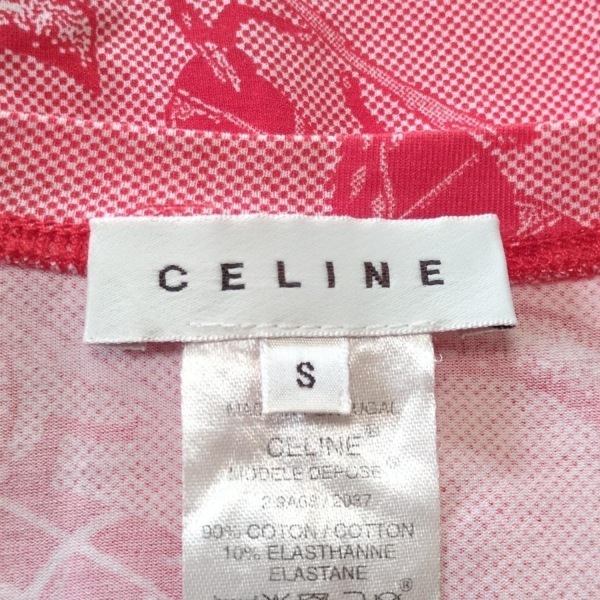 CELINE
S
CELINE®
MODELE DEPOSE®
90% COTON / COTTON
10% ELASTHANNE
ELASTANE